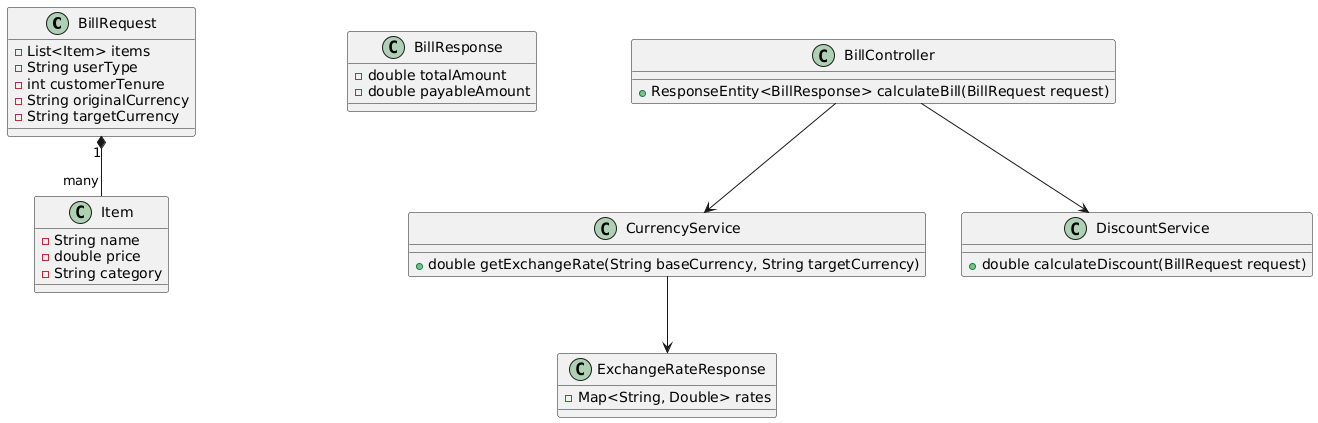 C BillRequest
List<Item> items
String userType
int customerTenure
String originalCurrency
String targetCurrency
1
many
C Item
String name
double price
String category
C BillResponse
double totalAmount
double payableAmount
C BillController
ResponseEntity<BillResponse> calculateBill(BillRequest request)
C CurrencyService
double getExchangeRate(String baseCurrency, String targetCurrency)
C DiscountService
double calculateDiscount(BillRequest request)
C ExchangeRateResponse
Map<String, Double> rates